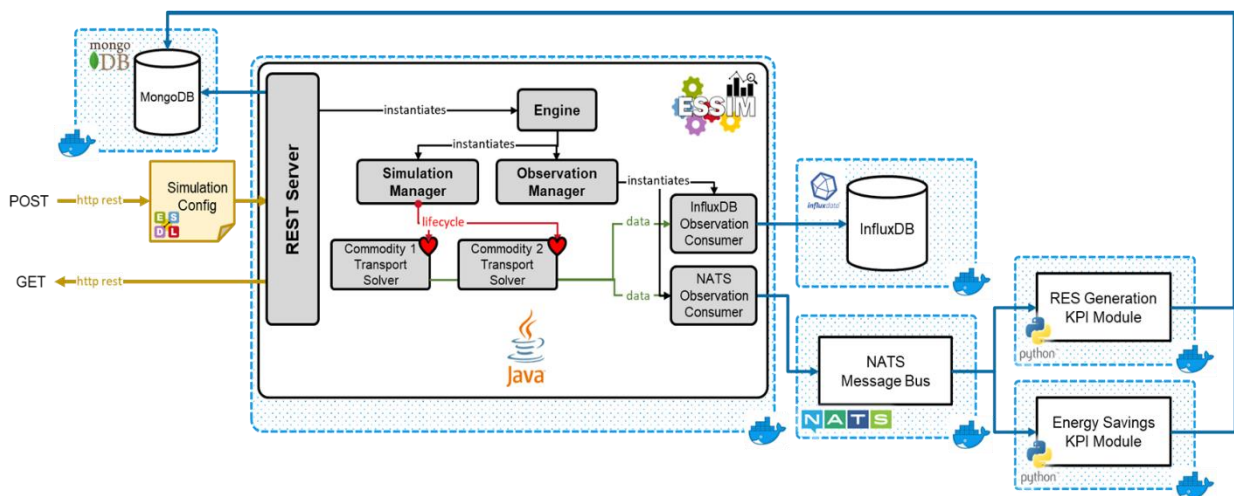 mongo
DB
MongoDB
POST
http rest
Simulation
Config
E S
D L
GET
http rest
REST Server
instantiates
Engine
instantiates
Simulation
Manager
Observation
Manager
instantiates
lifecycle
Commodity 1
Transport
Solver
Commodity 2
Transport
Solver
data
data
InfluxDB
Observation
Consumer
NATS
Observation
Consumer
ESSIM
Java
influxdata
InfluxDB
NATS
Message Bus
NATS
RES Generation
KPI Module
python
Energy Savings
KPI Module
python